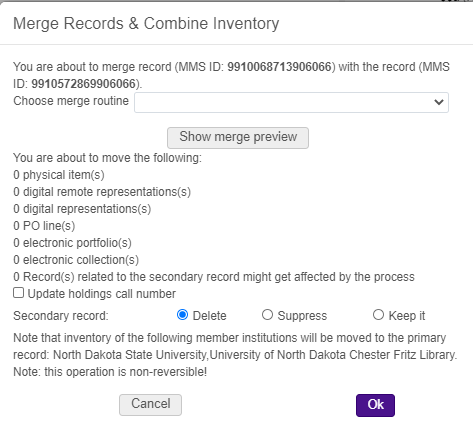 Merge Records & Combine Inventory
You are about to merge record (MMS ID: 9910068713906066) with the record (MMS
ID: 9910572869906066).
Choose merge routine
Show merge preview
You are about to move the following:
0 physical item(s)
0 digital remote representations(s)
0 digital representations(s)
0 PO line(s)
0 electronic portfolio(s)
0 electronic collection(s)
0 Record(s) related to the secondary record might get affected by the process
Update holdings call number
Secondary record: Delete Suppress Keep it
Note that inventory of the following member institutions will be moved to the primary
record: North Dakota State University,University of North Dakota Chester Fritz Library.
Note: this operation is non-reversible!
Cancel Ok